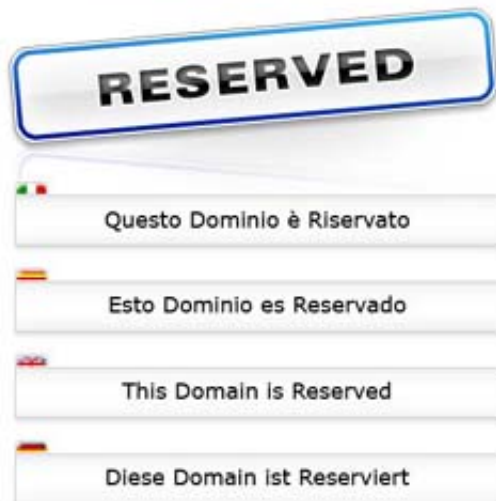 RESERVED
Questo Dominio è Riservato
Esto Dominio es Reservado
This Domain is Reserved
Diese Domain ist Reserviert